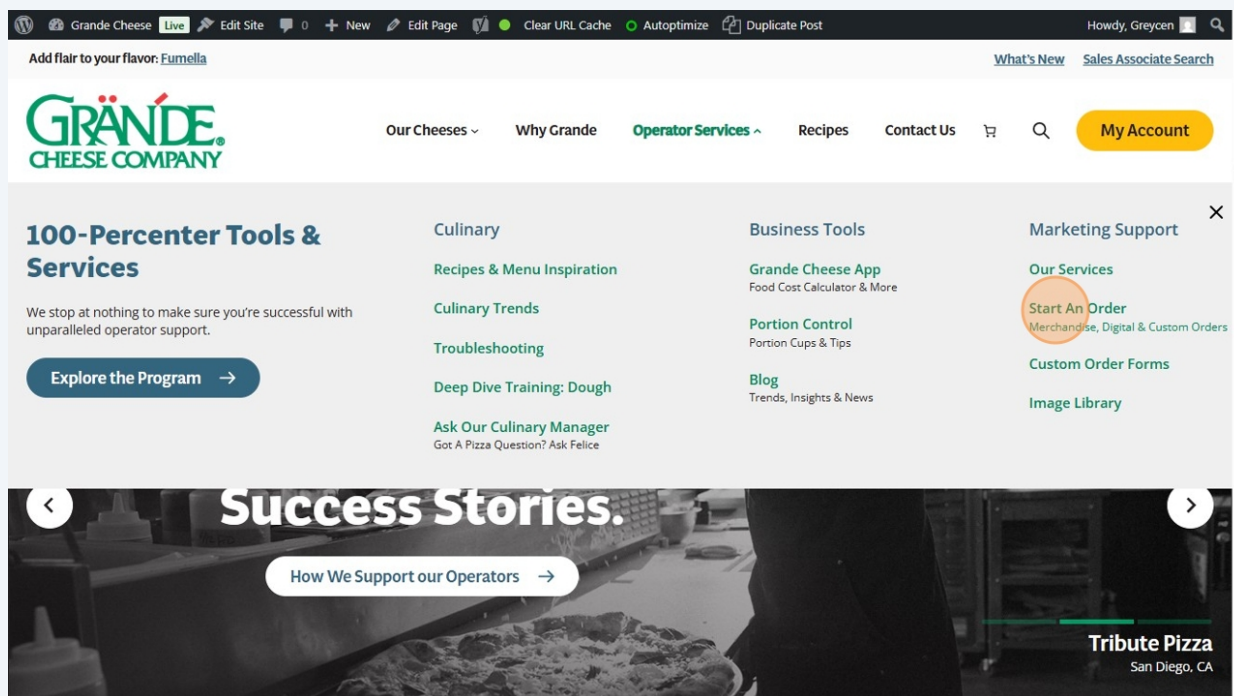 Grande Cheese Live Edit Site 0 New Edit Page Clear URL Cache Autoptimize Duplicate Post Howdy, Greycen
Add flair to your flavor: Fumella What's New Sales Associate Search
GRANDE®
CHEESE COMPANY
Our Cheeses Why Grande Operator Services Recipes Contact Us My Account
100-Percenter Tools &
Services
We stop at nothing to make sure you're successful with
unparalleled operator support.
Explore the Program →
Culinary
Recipes & Menu Inspiration
Culinary Trends
Troubleshooting
Deep Dive Training: Dough
Ask Our Culinary Manager
Got A Pizza Question? Ask Felice
Business Tools
Grande Cheese App
Food Cost Calculator & More
Portion Control
Portion Cups & Tips
Blog
Trends, Insights & News
Marketing Support
Our Services
Start An Order
Merchandise, Digital & Custom Orders
Custom Order Forms
Image Library
Success Stories.
How We Support our Operators →
Tribute Pizza
San Diego, CA